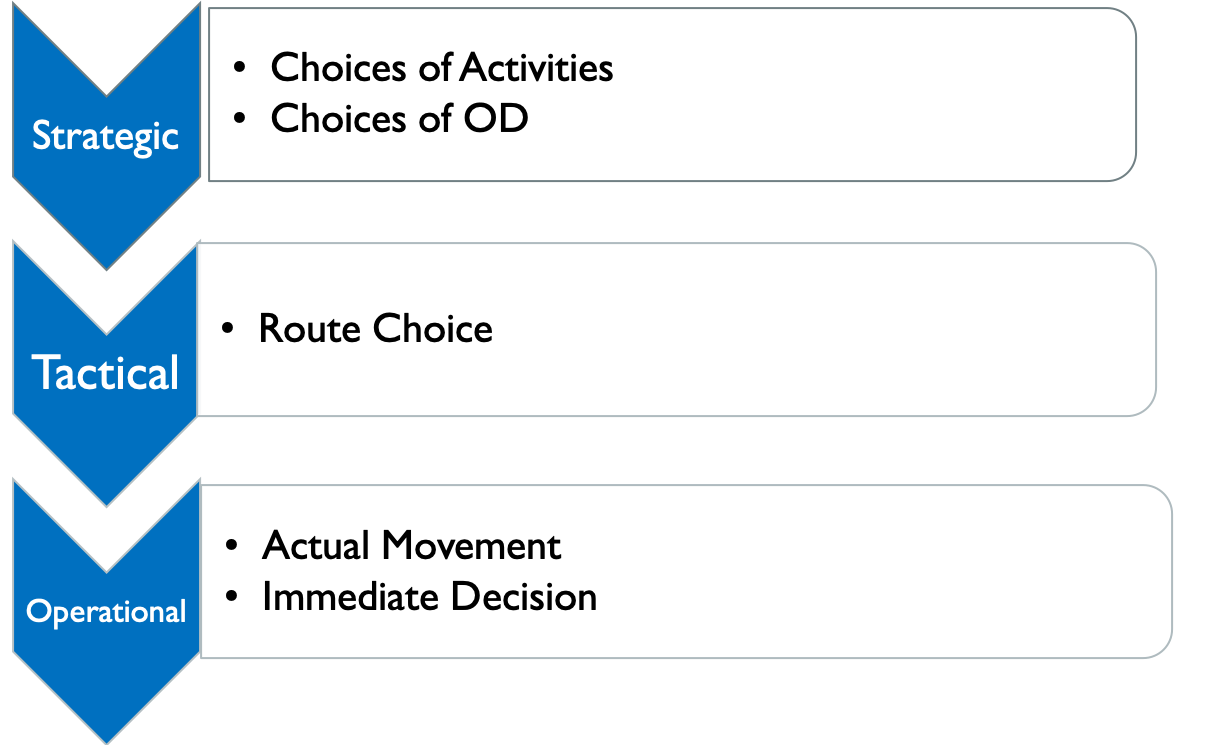 Strategic
• Choices of Activities
• Choices of OD
Tactical
• Route Choice
Operational
• Actual Movement
• Immediate Decision